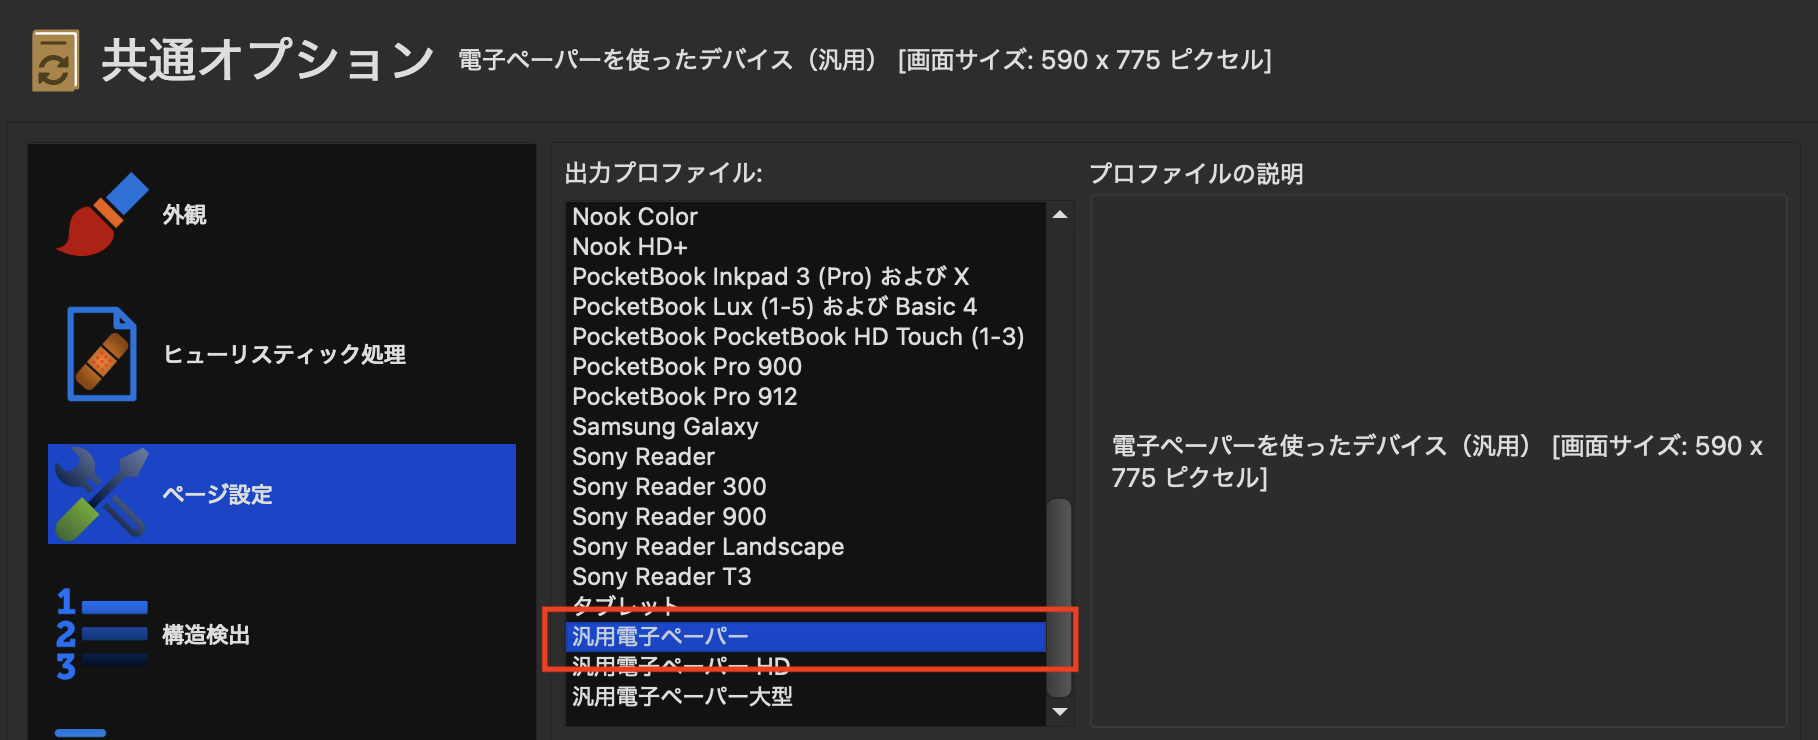 共通オプション
電子ペーパーを使ったデバイス（汎用） [画面サイズ: 590 x 775 ピクセル]
外観
ヒューリスティック処理
ページ設定
1
2
3
構造検出
出力プロファイル:
Nook Color
Nook HD+
PocketBook Inkpad 3 (Pro) および X
PocketBook Lux (1-5) および Basic 4
PocketBook PocketBook HD Touch (1-3)
PocketBook Pro 900
PocketBook Pro 912
Samsung Galaxy
Sony Reader
Sony Reader 300
Sony Reader 900
Sony Reader Landscape
Sony Reader T3
タブレット
汎用電子ペーパー
汎用電子ペーパー HD
汎用電子ペーパー大型
プロファイルの説明
電子ペーパーを使ったデバイス（汎用） [画面サイズ: 590 x
775 ピクセル]